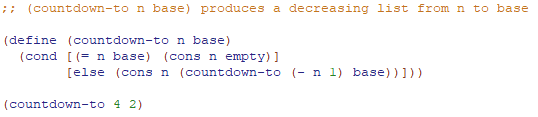 ;; (countdown-to n base) produces a decreasing list from n to base
(define (countdown-to n base)
  (cond [(= n base) (cons n empty)]
        [else (cons n (countdown-to (- n 1) base))]))
(countdown-to 4 2)